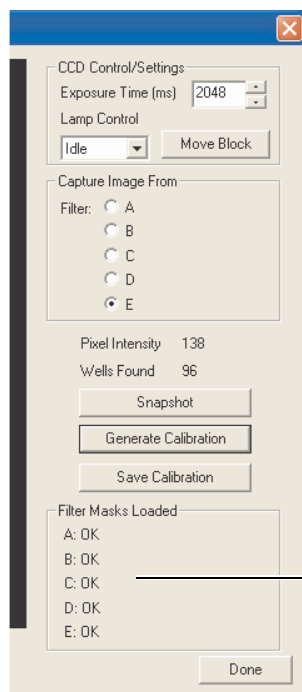 CCD Control/Settings
Exposure Time (ms) 2048
Lamp Control
Idle Move Block
Capture Image From
Filter: A
B
C
D
E
Pixel Intensity 138
Wells Found 96
Snapshot
Generate Calibration
Save Calibration
Filter Masks Loaded
A: OK
B: OK
C: OK
D: OK
E: OK
Done